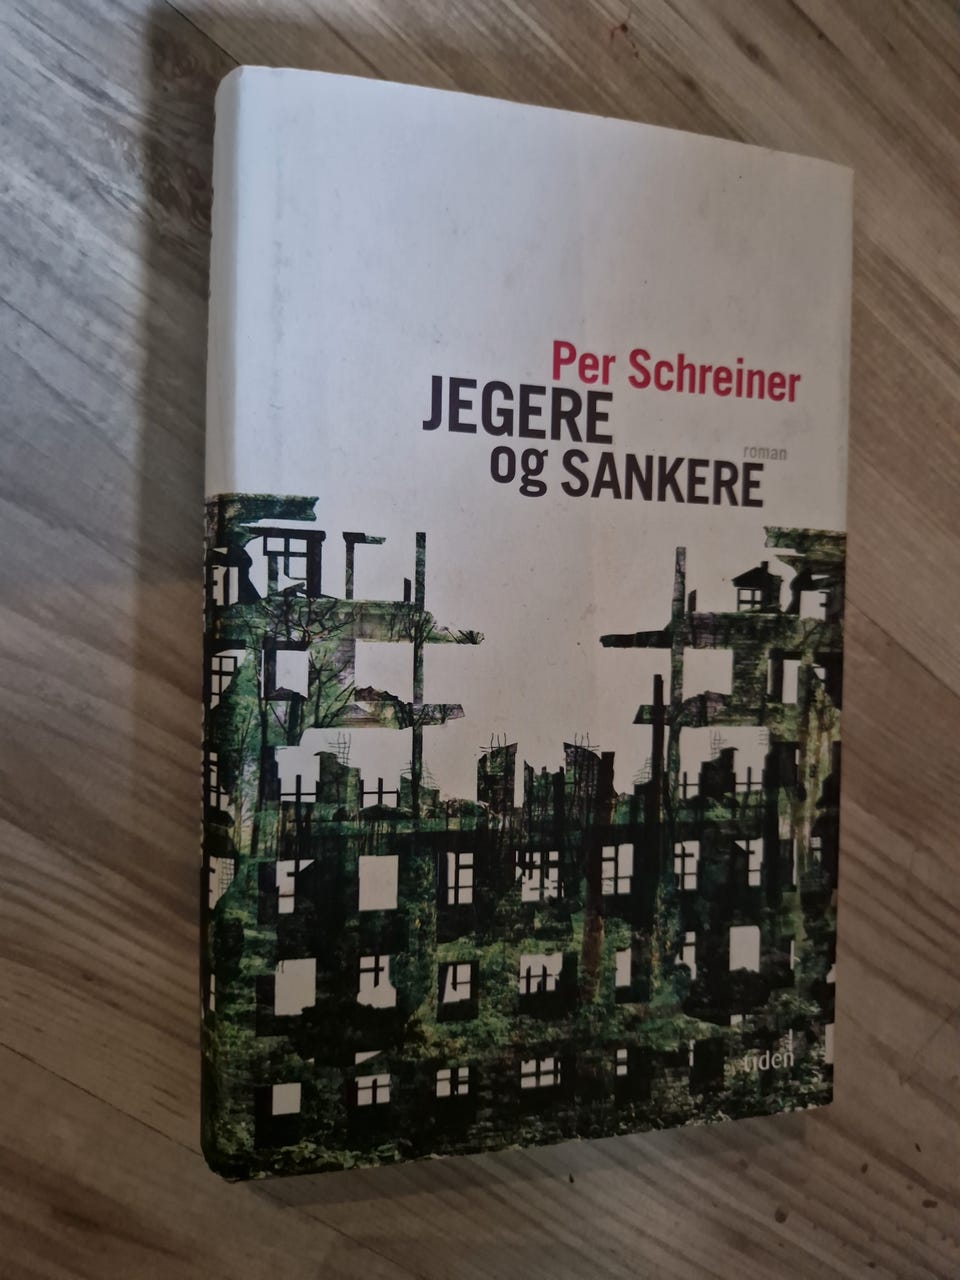 Per Schreiner
JEGERE
og SANKERE
roman
tiden